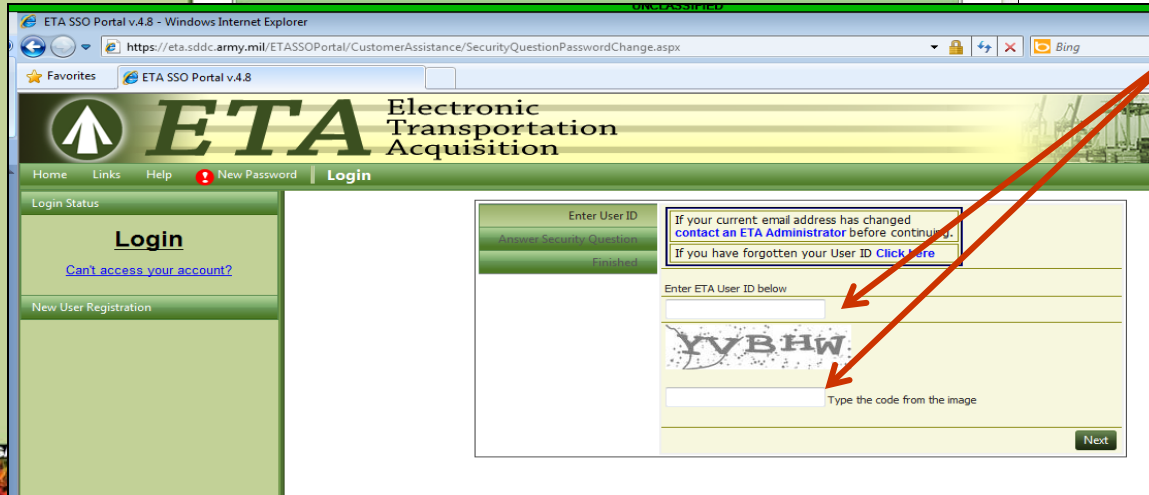 UNCLASSIFIED
ETA SSO Portal v.4.8 - Windows Internet Explorer
https://eta.sddc.army.mil/ETASSOPortal/CustomerAssistance/SecurityQuestionPasswordChange.aspx
Bing
Favorites
ETA SSO Portal v.4.8
ETA
Electronic
Transportation
Acquisition
Home Links Help New Password Login
Login Status
Login
Can't access your account?
New User Registration
Enter User ID
Answer Security Question
Finished
If your current email address has changed
contact an ETA Administrator before continuing.
If you have forgotten your User ID Click here
Enter ETA User ID below
YVBHW
Type the code from the image
Next